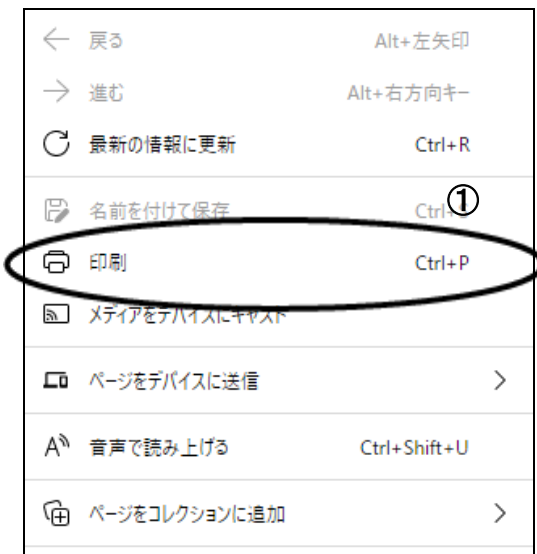 戻る Alt+左矢印
進む Alt+右方向キー
最新の情報に更新 Ctrl+R
①
名前を付けて保存 Ctrl+
印刷 Ctrl+P
メディアをデバイスにキャスト
ページをデバイスに送信
音声で読み上げる Ctrl+Shift+U
ページをコレクションに追加